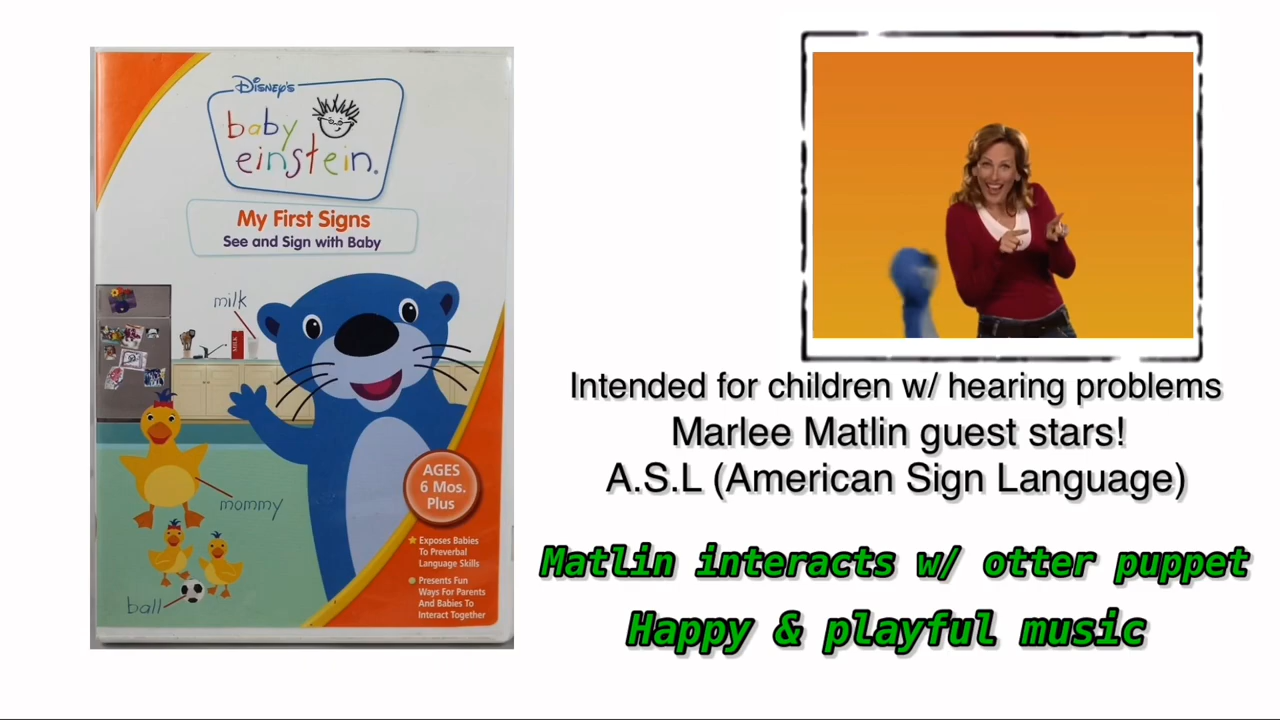 Disney's
baby
einstein.®
My First Signs
See and Sign with Baby
milk
MILK
mommy
ball
AGES
6 Mos.
Plus
Exposes Babies
To Preverbal
Language Skills
Presents Fun
Ways For Parents
And Babies To
Interact Together
Intended for children w/ hearing problems
Marlee Matlin guest stars!
A.S.L (American Sign Language)
Matlin interacts w/ otter puppet
Happy & playful music